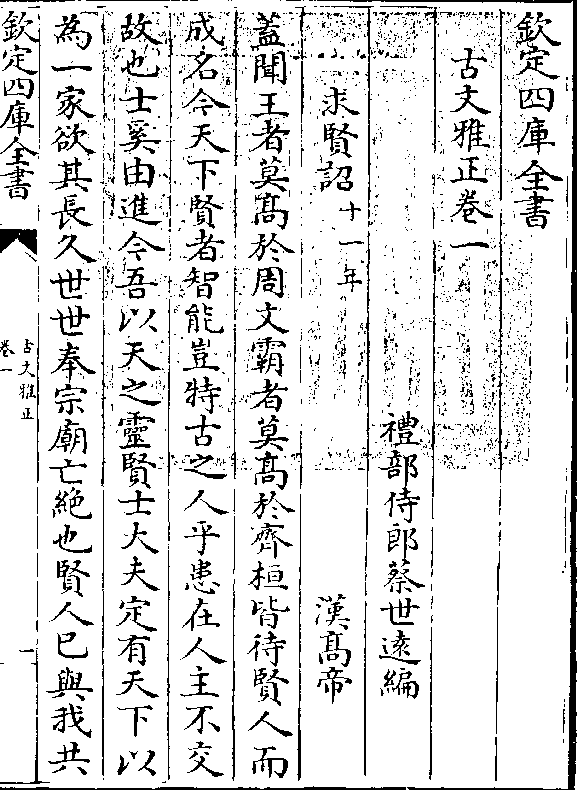 欽定四庫全書
古文雅正卷一
禮部侍郎蔡世遠編
求賢詔十一年 漢髙帝
蓋聞王者莫髙於周文霸者莫髙於齊桓皆待賢人而
成名今天下賢者智能豈特古之人乎患在人主不交
故也士奚由進今吾以天之靈賢士大夫定有天下以
為一家欲其長久世世奉宗廟亡絶也賢人已與我共
欽定四庫全書
古文雅正
卷一
一